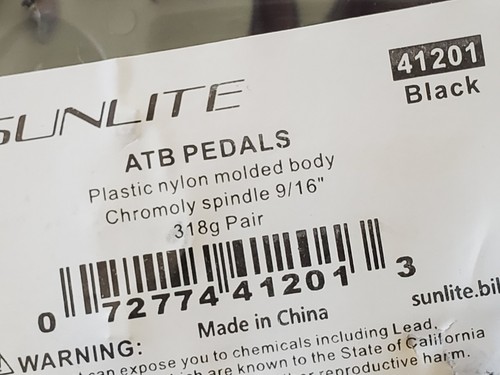 41201
Black
SUNLITE
ATB PEDALS
Plastic nylon molded body
Chromoly spindle 9/16"
318g Pair
0 72774 41201 3
Made in China
sunlite.bi
WARNING:
can expose you to chemicals including Lead,
are known to the State of California
reproductive harm.